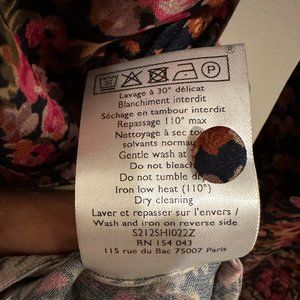 P
Lavage à 30° délicat
Blanchiment interdit
Séchage en tambour interdit
Repassage 110° max
Nettoyage à sec
solvants norma
Gentle wash at
Do not bleach
Do not tumble dry
Iron low heat (110°)
Dry cleaning
Laver et repasser sur l'envers /
Wash and iron on reverse side
S212SHI022Z
RN 154 043
115 rue du Bac 75007 Paris